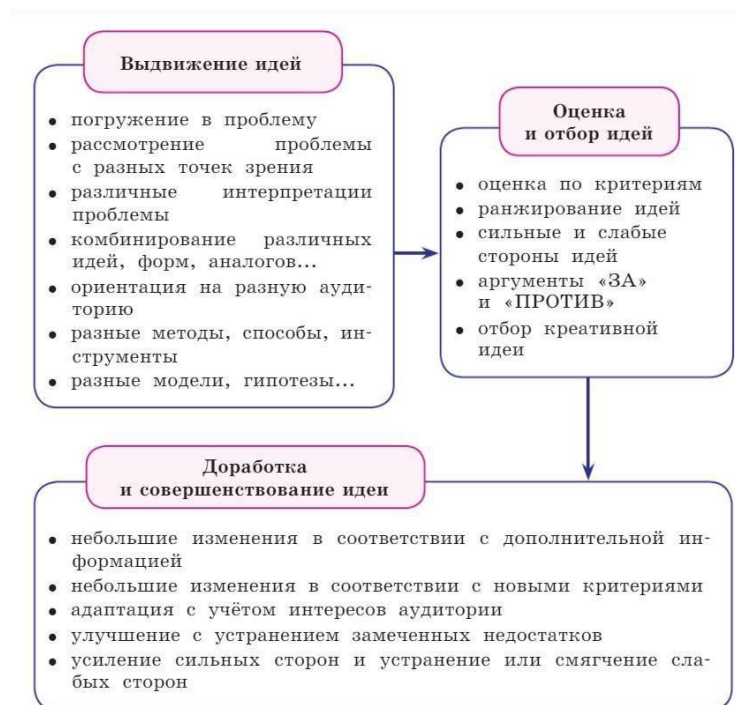 Выдвижение идей
• погружение в проблему
• рассмотрение проблемы
с разных точек зрения
• различные интерпретации
проблемы
• комбинирование различных
идей, форм, аналогов...
• ориентация на разную ауди-
торию
• разные методы, способы, ин-
струменты
• разные модели, гипотезы...
Оценка
и отбор идей
• оценка по критериям
• ранжирование идей
• сильные и слабые
стороны идей
• аргументы «ЗА»
и «ПРОТИВ»
• отбор креативной
идеи
Доработка
и совершенствование идеи
• небольшие изменения в соответствии с дополнительной ин-
формацией
• небольшие изменения в соответствии с новыми критериями
• адаптация с учётом интересов аудитории
• улучшение с устранением замеченных недостатков
• усиление сильных сторон и устранение или смягчение сла-
бых сторон